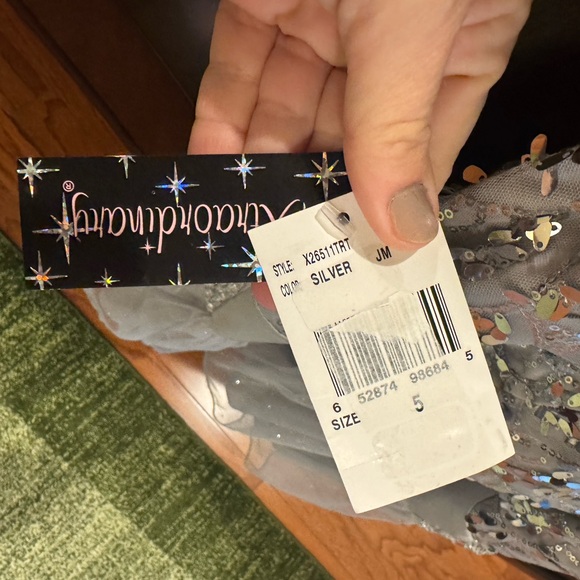 Xtraordinary®
STYLE: X26511TRT
COLOR: SILVER JM
6 52874 98684 5
SIZE 5